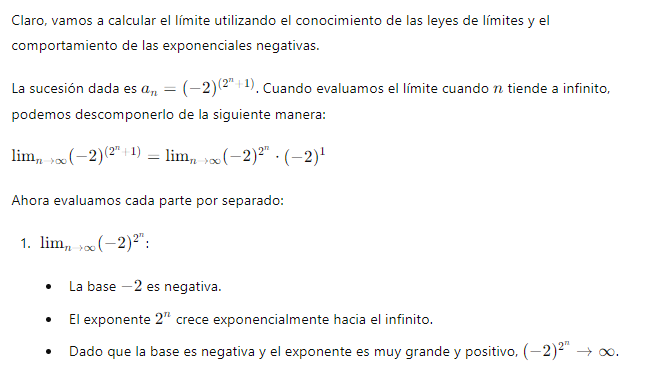 Claro, vamos a calcular el límite utilizando el conocimiento de las leyes de límites y el
comportamiento de las exponenciales negativas.
La sucesión dada es $a_n = (-2)^{(2^n+1)}$. Cuando evaluamos el límite cuando $n$ tiende a infinito,
podemos descomponerlo de la siguiente manera:
$\lim_{n \to \infty} (-2)^{(2^n+1)} = \lim_{n \to \infty} (-2)^{2^n} \cdot (-2)^1$
Ahora evaluamos cada parte por separado:
1. $\lim_{n \to \infty} (-2)^{2^n}$:
• La base $-2$ es negativa.
• El exponente $2^n$ crece exponencialmente hacia el infinito.
• Dado que la base es negativa y el exponente es muy grande y positivo, $(-2)^{2^n} \to \infty$.